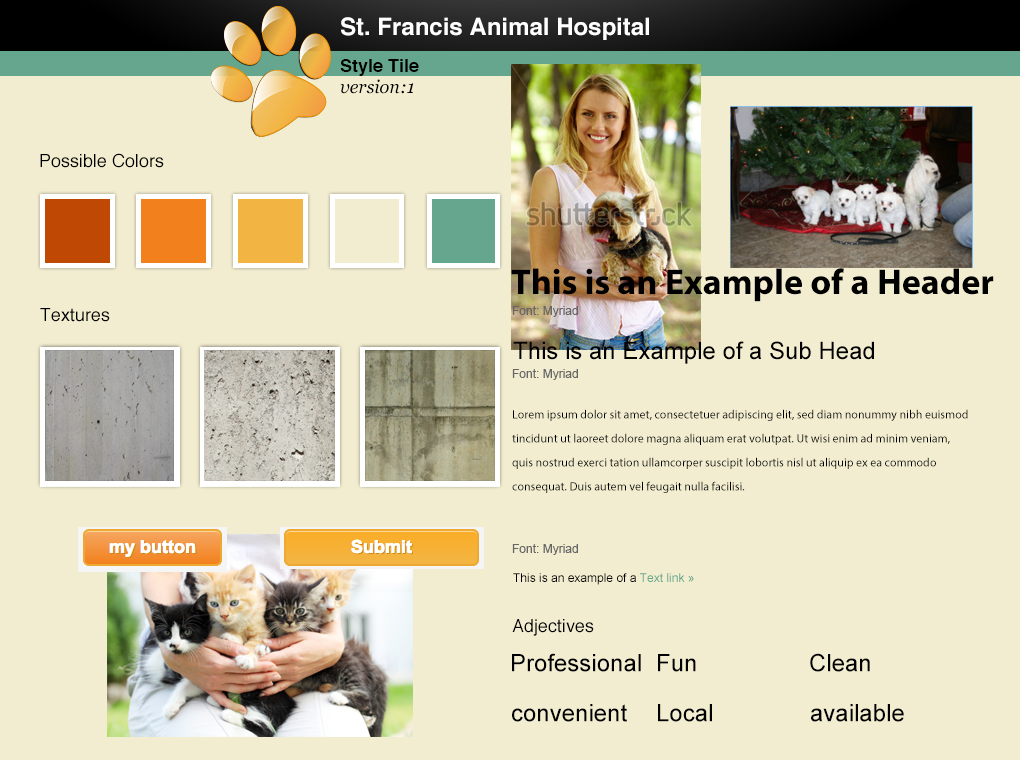 St. Francis Animal Hospital
Style Tile
version:1
Possible Colors
Textures
my button
Submit
shutterstock
This is an Example of a Header
Font: Myriad
This is an Example of a Sub Head
Font: Myriad
Lorem ipsum dolor sit amet, consectetuer adipiscing elit, sed diam nonummy nibh euismod
tincidunt ut laoreet dolore magna aliquam erat volutpat. Ut wisi enim ad minim veniam,
quis nostrud exerci tation ullamcorper suscipit lobortis nisl ut aliquip ex ea commodo
consequat. Duis autem vel feugait nulla facilisi.
Font: Myriad
This is an example of a Text link »
Adjectives
Professional Fun Clean
convenient Local available